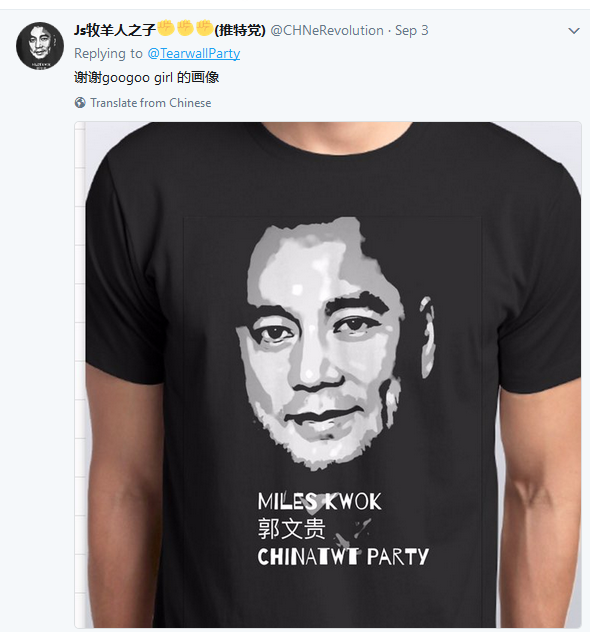 Js牧羊人之子✊✊✊(推特党) @CHNeRevolution · Sep 3
Replying to @TearwallParty
谢谢googoo girl 的画像
Translate from Chinese
MILES KWOK
郭文贵
CHINATWT PARTY